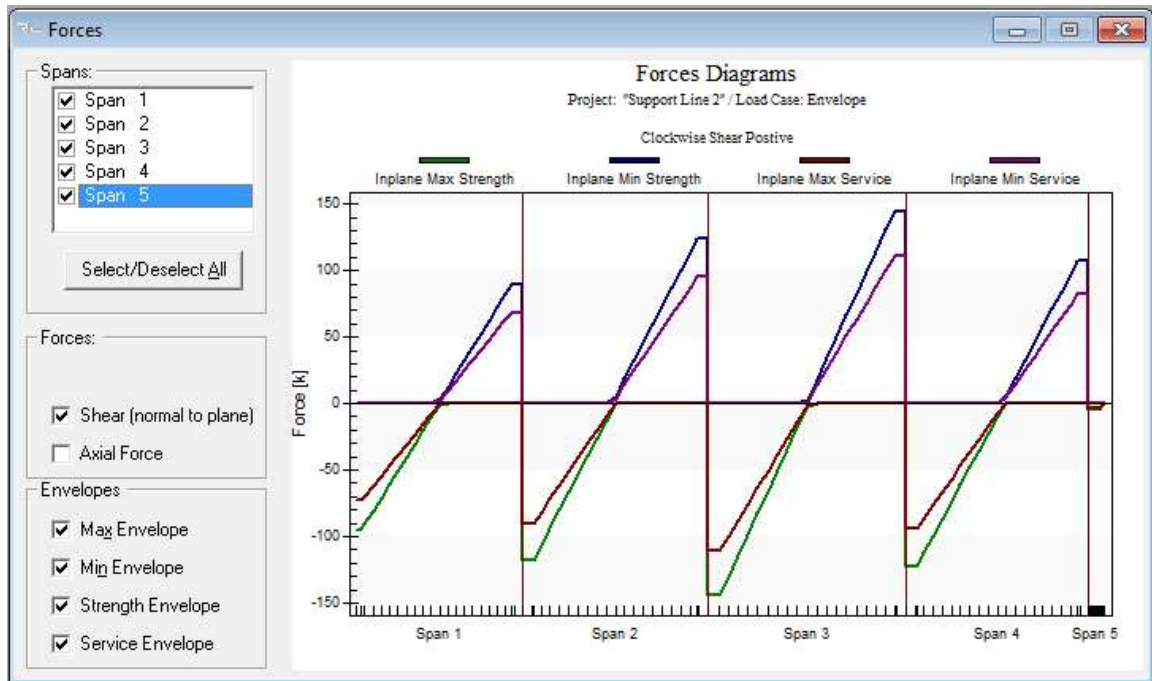 Forces
Spans:
Span 1
Span 2
Span 3
Span 4
Span 5
Select/Deselect All
Forces:
Shear (normal to plane)
Axial Force
Envelopes
Max Envelope
Min Envelope
Strength Envelope
Service Envelope
Forces Diagrams
Project: "Support Line 2" / Load Case: Envelope
Clockwise Shear Postive
Inplane Max Strength Inplane Min Strength Inplane Max Service Inplane Min Service
Force [k]
150
100
50
0
-50
-100
-150
Span 1 Span 2 Span 3 Span 4 Span 5